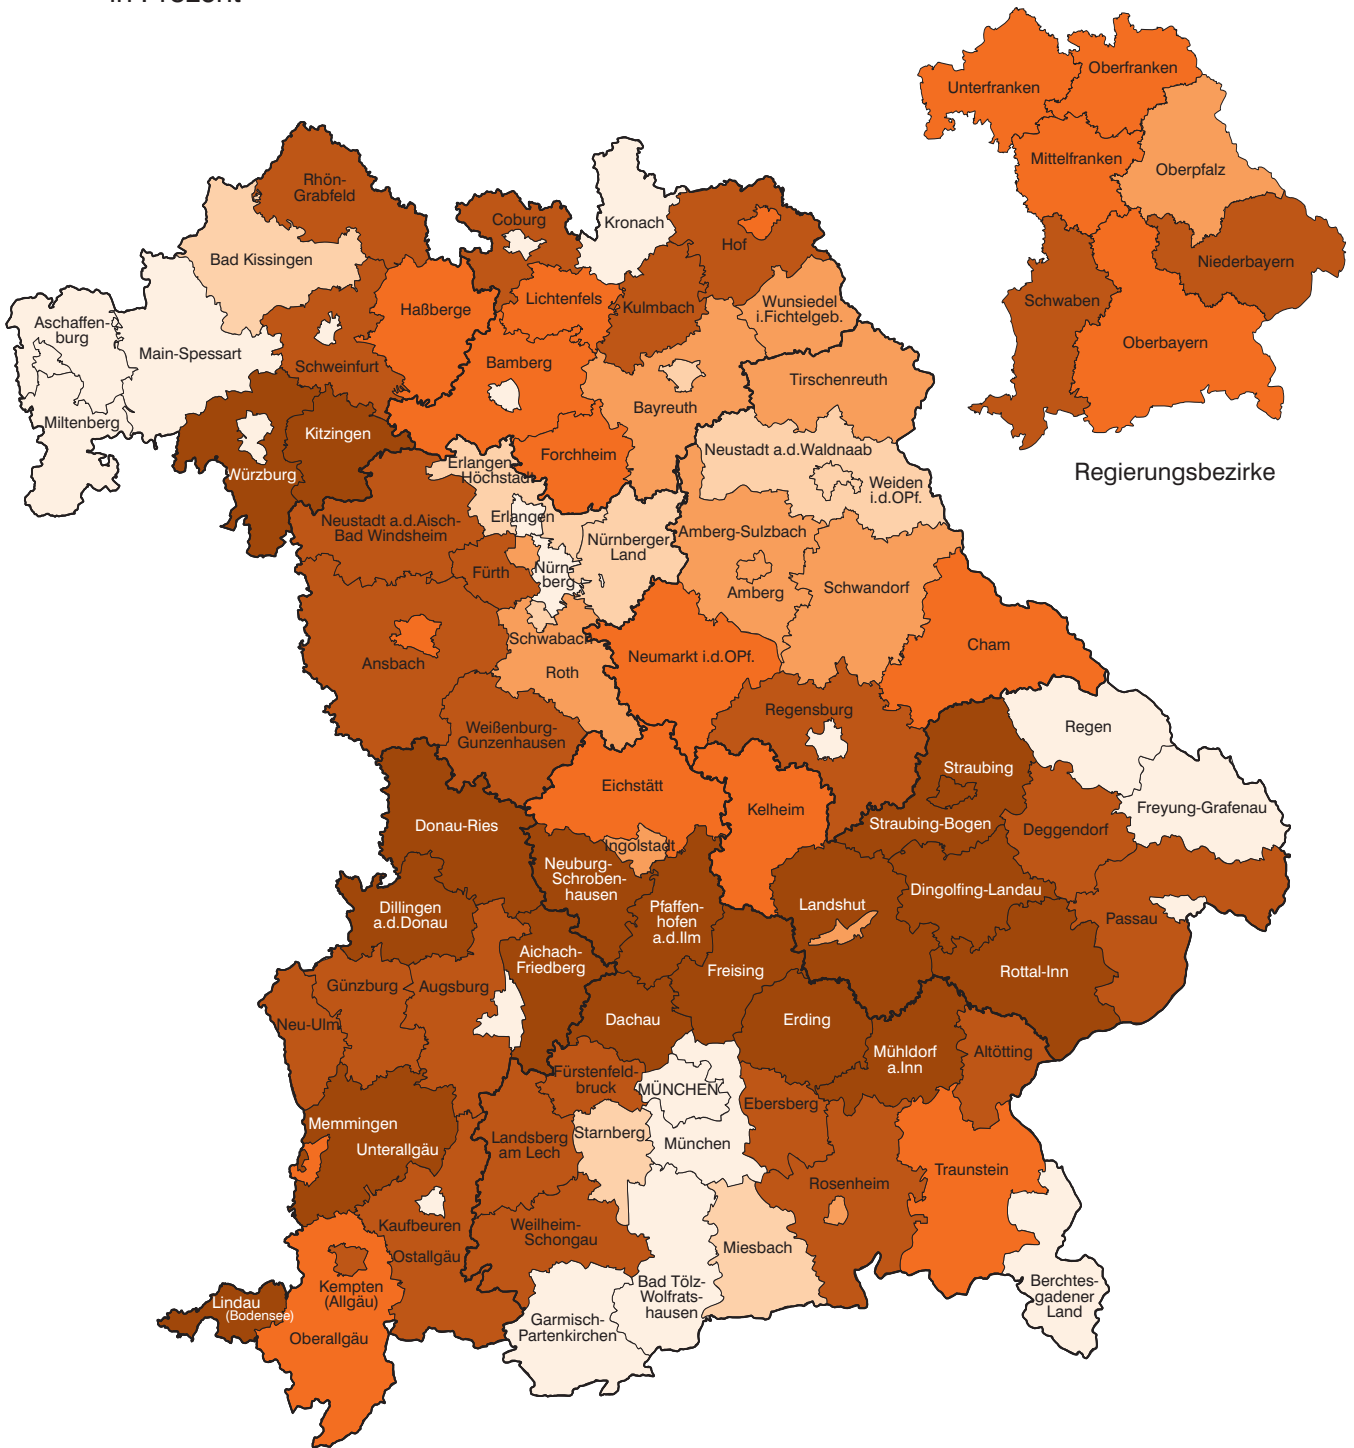 Unterfranken
Oberfranken
Mittelfranken
Oberpfalz
Niederbayern
Schwaben
Oberbayern
Regierungsbezirke
Rhön-
Grabfeld
Coburg
Kronach
Hof
Bad Kissingen
Haßberge
Lichtenfels
Kulmbach
Wunsiedel
i.Fichtelgeb.
Aschaffen-
burg
Main-Spessart
Schweinfurt
Bamberg
Bayreuth
Tirschenreuth
Miltenberg
Kitzingen
Würzburg
Forchheim
Erlangen-
Höchstadt
Erlangen
Neustadt a.d.Waldnaab
Weiden
i.d.OPf.
Neustadt a.d.Aisch-
Bad Windsheim
Fürth
Nürn-
berg
Nürnberger
Land
Amberg-Sulzbach
Amberg
Schwandorf
Ansbach
Schwabach
Roth
Neumarkt i.d.OPf.
Cham
Weißenburg-
Gunzenhausen
Regensburg
Regen
Eichstätt
Kelheim
Straubing
Straubing-Bogen
Deggendorf
Freyung-Grafenau
Donau-Ries
Ingolstadt
Neuburg-
Schroben-
hausen
Pfaffen-
hofen
a.d.Ilm
Landshut
Dingolfing-Landau
Passau
Dillingen
a.d.Donau
Aichach-
Friedberg
Freising
Rottal-Inn
Günzburg
Augsburg
Neu-Ulm
Dachau
Erding
Mühldorf
a.Inn
Altötting
Fürstenfeld-
bruck
MÜNCHEN
München
Ebersberg
Memmingen
Unterallgäu
Landsberg
am Lech
Starnberg
Rosenheim
Traunstein
Kaufbeuren
Ostallgäu
Weilheim-
Schongau
Miesbach
Bad Tölz-
Wolfrats-
hausen
Berchtes-
gadener
Land
Kempten
(Allgäu)
Lindau
(Bodensee)
Oberallgäu
Garmisch-
Partenkirchen